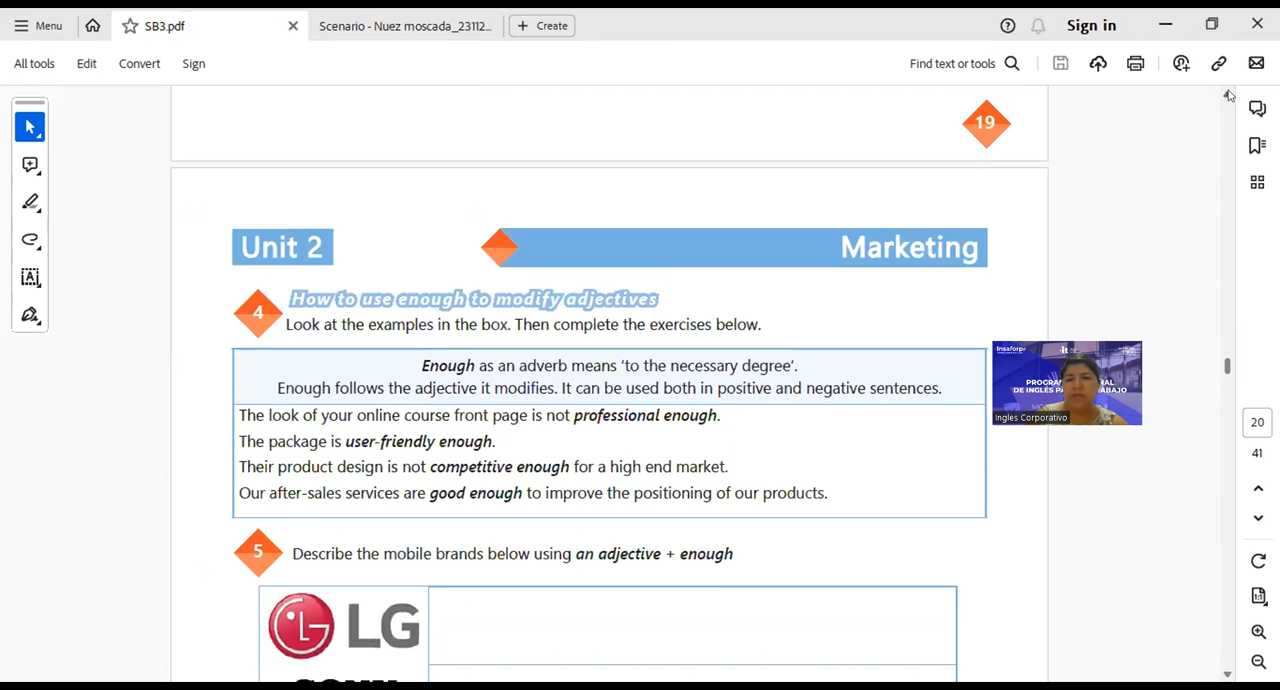 Menu
SB3.pdf
Scenario - Nuez moscada_23112...
Create
Sign in
All tools
Edit
Convert
Sign
Find text or tools
19
Unit 2
Marketing
4
How to use enough to modify adjectives
Look at the examples in the box. Then complete the exercises below.
Enough as an adverb means ‘to the necessary degree’.
Enough follows the adjective it modifies. It can be used both in positive and negative sentences.
The look of your online course front page is not professional enough.
The package is user-friendly enough.
Their product design is not competitive enough for a high end market.
Our after-sales services are good enough to improve the positioning of our products.
Insaforp
Ingles Corporativo
20
41
5
Describe the mobile brands below using an adjective + enough
LG